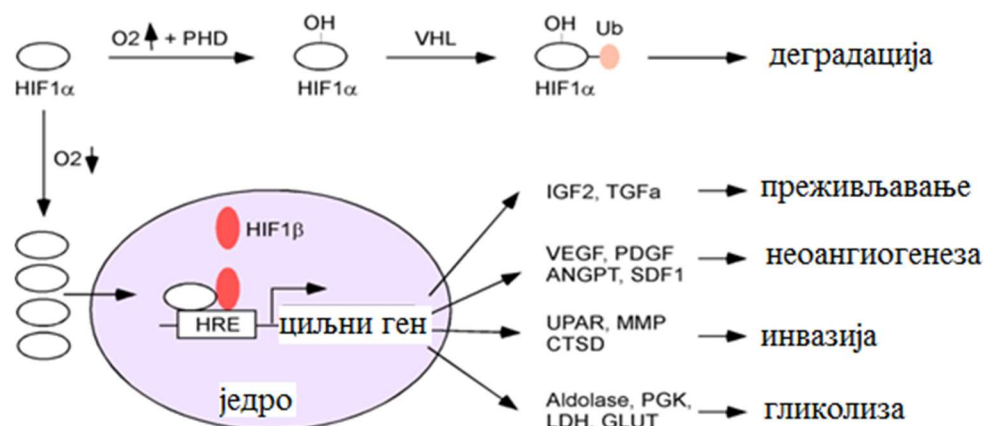 O2 + PHD
OH
VHL
OH
Ub
HIF1α
HIF1α
HIF1α
деградација
O2
HIF1β
HRE
циљни ген
једро
IGF2, TGFa
преживљавање
VEGF, PDGF
ANGPT, SDF1
неоангиогенеза
UPAR, MMP
CTSD
инвазија
Aldolase, PGK,
LDH, GLUT
гликолиза